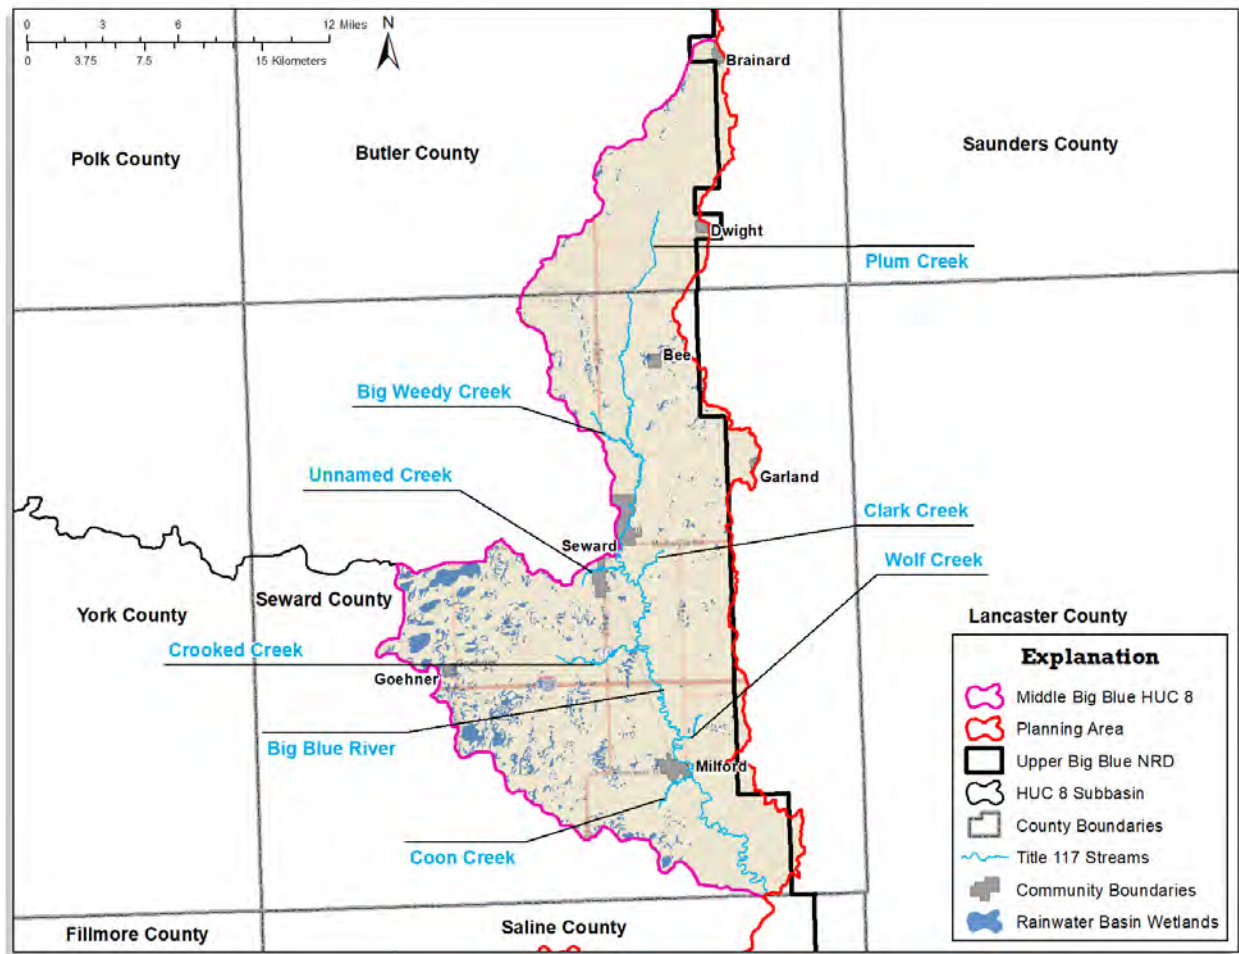 0 3 6 12 Miles
0 3.75 7.5 15 Kilometers
N
Brainard
Polk County
Butler County
Saunders County
Dwight
Plum Creek
Bee
Big Weedy Creek
Unnamed Creek
Garland
Clark Creek
Seward
Wolf Creek
York County
Seward County
Lancaster County
Crooked Creek
Goehner
Big Blue River
Milford
Coon Creek
Fillmore County
Saline County
Explanation
Middle Big Blue HUC 8
Planning Area
Upper Big Blue NRD
HUC 8 Subbasin
County Boundaries
Title 117 Streams
Community Boundaries
Rainwater Basin Wetlands